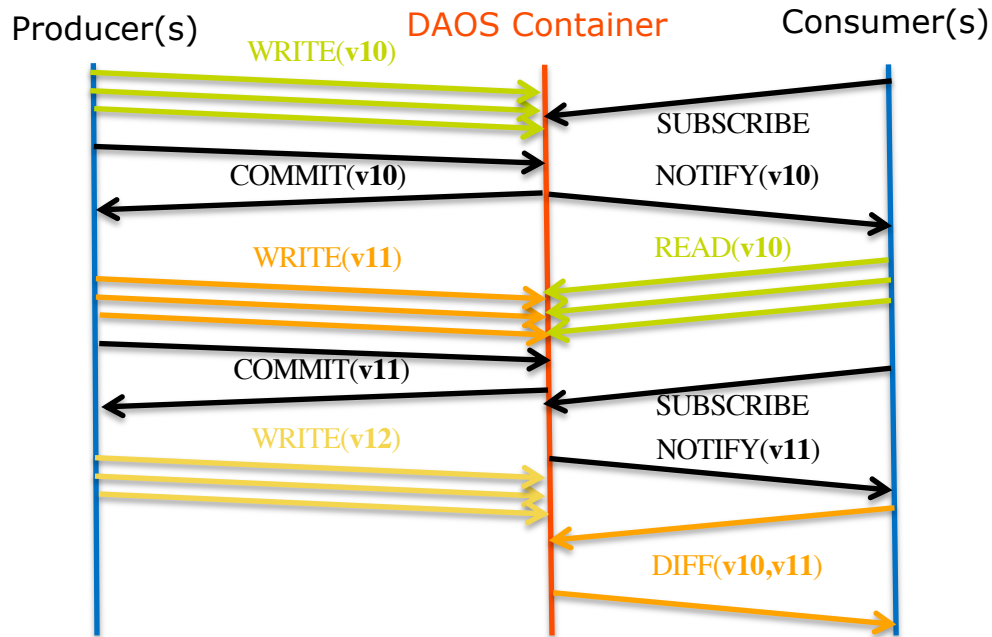 Producer(s)
DAOS Container
Consumer(s)
WRITE(v10)
SUBSCRIBE
COMMIT(v10)
NOTIFY(v10)
WRITE(v11)
READ(v10)
COMMIT(v11)
SUBSCRIBE
WRITE(v12)
NOTIFY(v11)
DIFF(v10,v11)